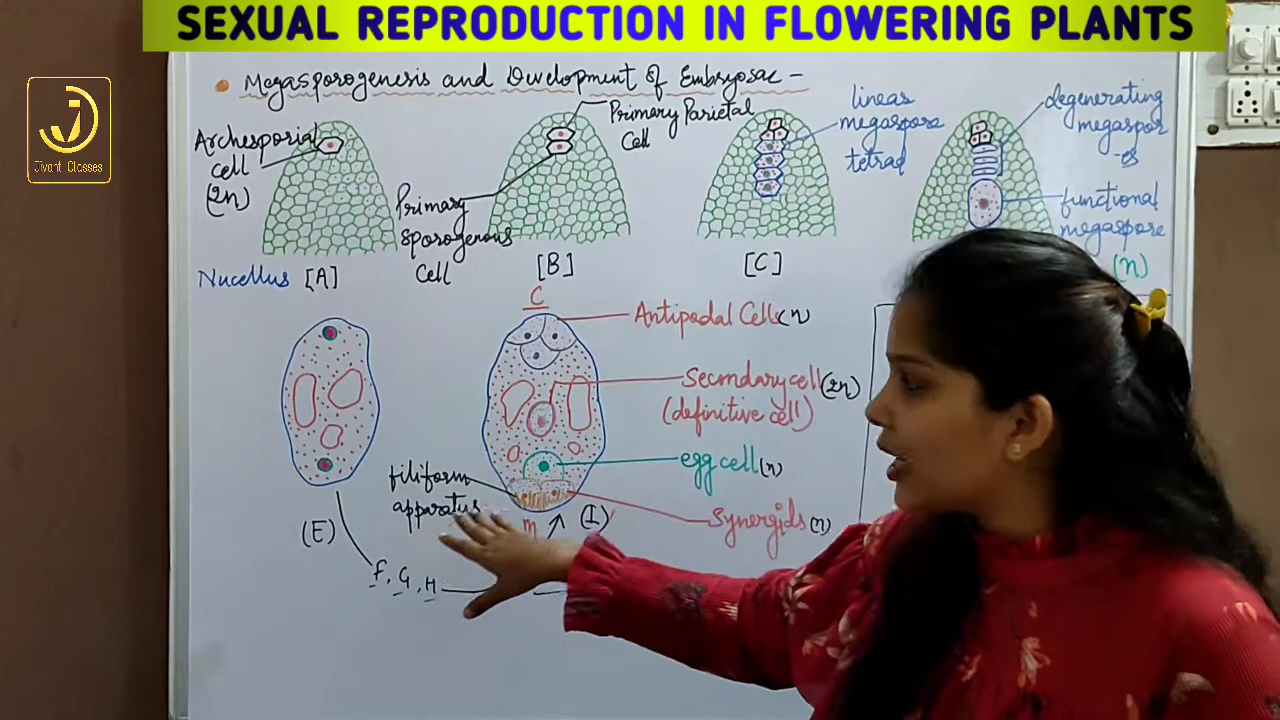 SEXUAL REPRODUCTION IN FLOWERING PLANTS
Jivant Classes
• Megasporogenesis and Development of Embryosac -
Archesporial
cell
(2n)
Nucellus [A]
Primary Parietal
Cell
Primary
sporogenous
Cell
[B]
linear
megaspore
tetrad
[C]
degenerating
megaspor
-es
functional
megaspore
(n)
(E)
F, G, H
C
Antipodal Cells (n)
Secondary cell (2n)
(definitive cell)
egg cell (n)
Synergids (n)
filiform
apparatus
m
(I)